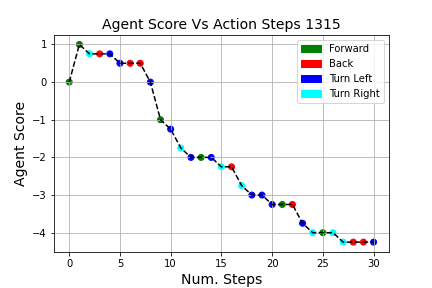 Agent Score Vs Action Steps 1315
Agent Score
1
0
−1
−2
−3
−4
Forward
Back
Turn Left
Turn Right
0 5 10 15 20 25 30
Num. Steps